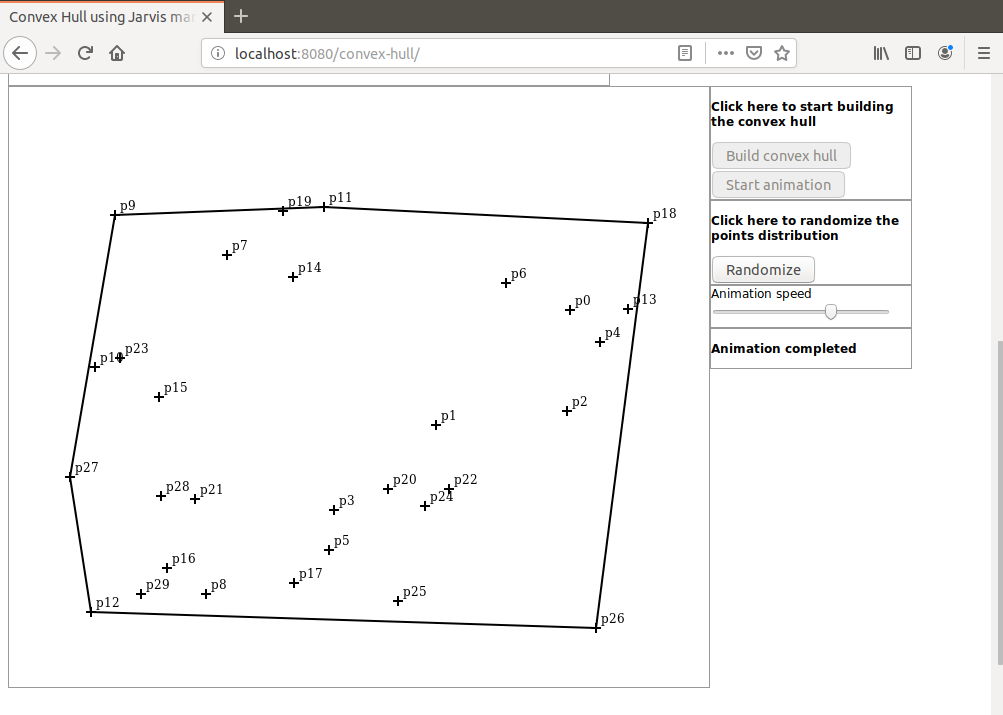 Convex Hull using Jarvis mar
localhost:8080/convex-hull/
Click here to start building
the convex hull
Build convex hull
Start animation
Click here to randomize the
points distribution
Randomize
Animation speed
Animation completed
p9
p19
p11
p18
p7
p14
p6
p0
p13
p4
p10
p23
p15
p2
p1
p27
p28
p21
p20
p22
p24
p3
p5
p16
p17
p29
p8
p25
p12
p26